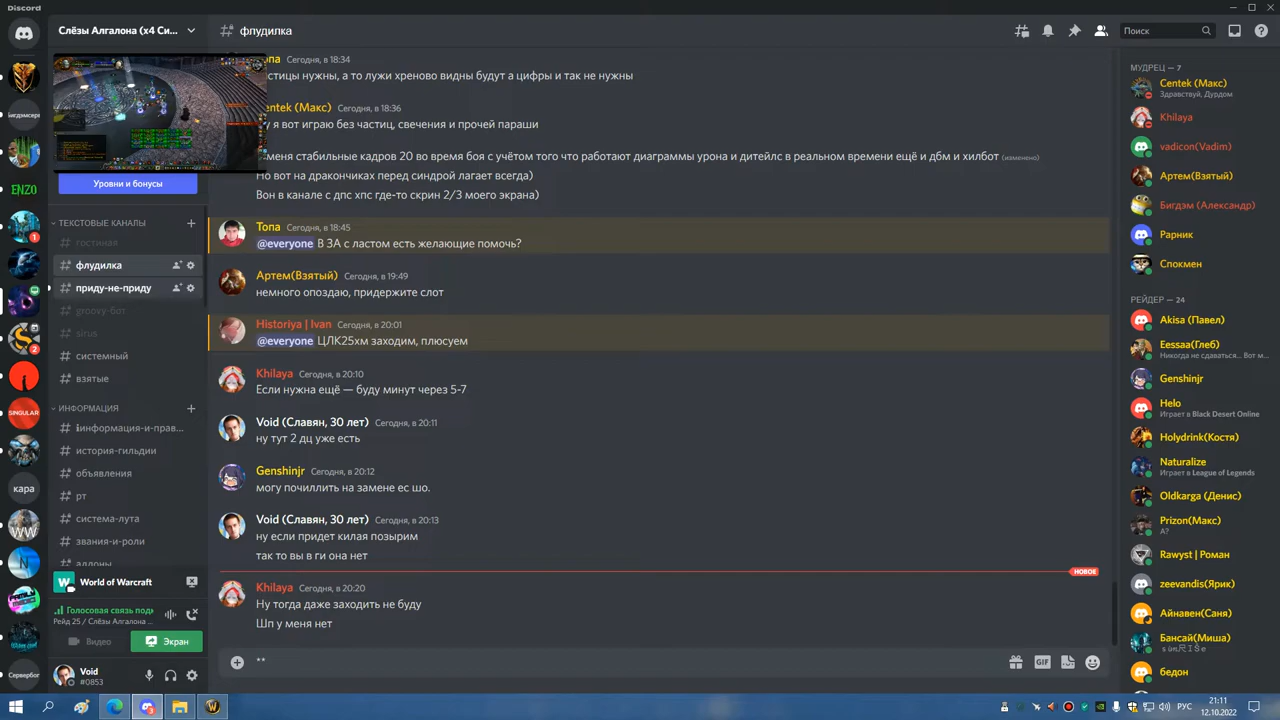 Discord
Слёзы Алгалона (x4 Си...
флудилка
Поиск
Сегодня, в 18:34
стицы нужны, а то лужи хреново видны будут а цифры и так не нужны
entek (Макс) Сегодня, в 18:36
я вот играю без частиц, свечения и прочей параши
меня стабильные кадров 20 во время боя с учётом того что работают диаграммы урона и дитейлс в реальном времени ещё и дбм и хилбот (изменено)
Но вот на дракончиках перед синдрой лагает всегда)
Вон в канале с дпс хпс где-то скрин 2/3 моего экрана)
Топа Сегодня, в 18:45
@everyone В ЗА с ластом есть желающие помочь?
Артем(Взятый) Сегодня, в 19:49
немного опоздаю, придержите слот
Historiya | Ivan Сегодня, в 20:01
@everyone ЦЛК25хм заходим, плюсуем
Khilaya Сегодня, в 20:10
Если нужна ещё — буду минут через 5-7
Void (Славян, 30 лет) Сегодня, в 20:11
ну тут 2 дц уже есть
Genshinjr Сегодня, в 20:12
могу почиллить на замене ес шо.
Void (Славян, 30 лет) Сегодня, в 20:13
ну если придет килая позырим
так то вы в ги она нет
НОВОЕ
Khilaya Сегодня, в 20:20
Ну тогда даже заходить не буду
Шп у меня нет
**
GIF
Уровни и бонусы
ТЕКСТОВЫЕ КАНАЛЫ
гостиная
флудилка
приду-не-приду
groovy-бот
sirus
системный
взятые
ИНФОРМАЦИЯ
информация-и-прав...
история-гильдии
объявления
рт
система-лута
звания-и-роли
аддоны
World of Warcraft
Голосовая связь подк
Рейд 25 / Слёзы Алгалона ...
Видео
Экран
Void
#0853
ENZO
1
2
SINGULAR
кара
WW
N
Серверbог
МУДРЕЦ — 7
Centek (Макс)
Здравствуй, Дурдом.
Khilaya
vadicon(Vadim)
Артем(Взятый)
Бигдэм (Александр)
Рарник
Спокмен
РЕЙДЕР — 24
Akisa (Павел)
Eessaa(Глеб)
Никогда не сдаваться... Вот м...
Genshinjr
Helo
Играет в Black Desert Online
Holydrink(Костя)
Naturalize
Играет в League of Legends
Oldkarga (Денис)
Prizon(Макс)
А?
Rawyst | Роман
zeevandis(Ярик)
Айнавен(Саня)
Бансай(Миша)
бедон
3
РУС
21:11
12.10.2022